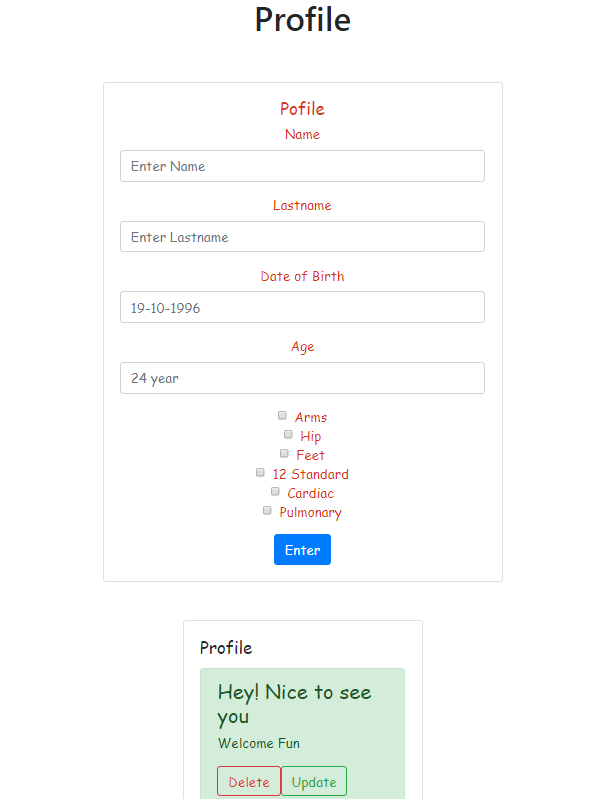 Profile
Pofile
Name
Enter Name
Lastname
Enter Lastname
Date of Birth
19-10-1996
Age
24 year
Arms
Hip
Feet
12 Standard
Cardiac
Pulmonary
Enter
Profile
Hey! Nice to see
you
Welcome Fun
Delete Update